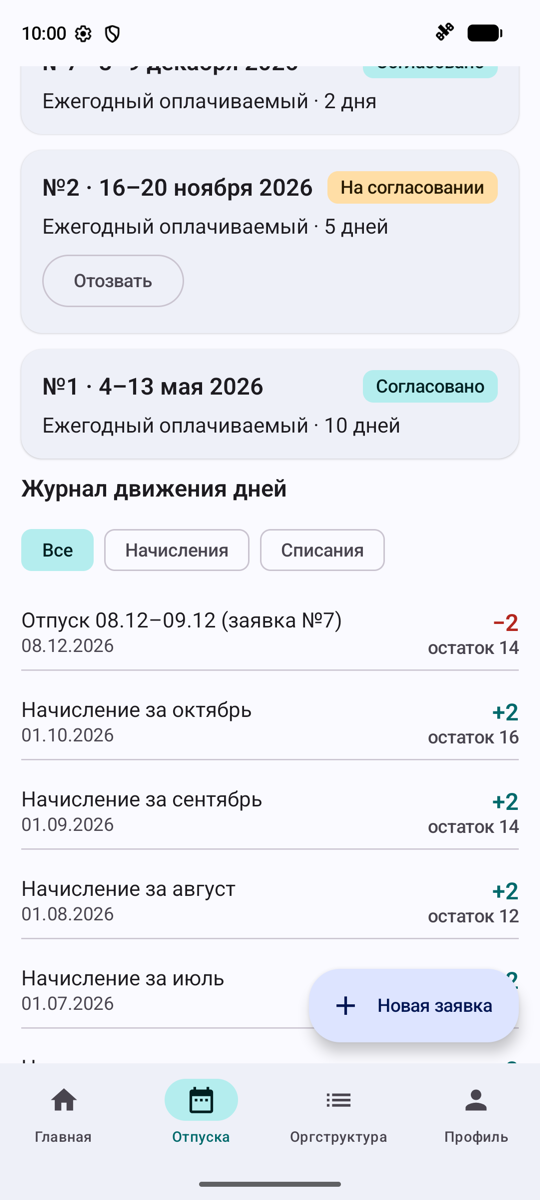 10:00
Ежегодный оплачиваемый · 2 дня
№2 · 16–20 ноября 2026
На согласовании
Ежегодный оплачиваемый · 5 дней
Отозвать
№1 · 4–13 мая 2026
Согласовано
Ежегодный оплачиваемый · 10 дней
Журнал движения дней
Все
Начисления
Списания
Отпуск 08.12–09.12 (заявка №7)
−2
08.12.2026
остаток 14
Начисление за октябрь
+2
01.10.2026
остаток 16
Начисление за сентябрь
+2
01.09.2026
остаток 14
Начисление за август
+2
01.08.2026
остаток 12
Начисление за июль
01.07.2026
Новая заявка
Главная
Отпуска
Оргструктура
Профиль